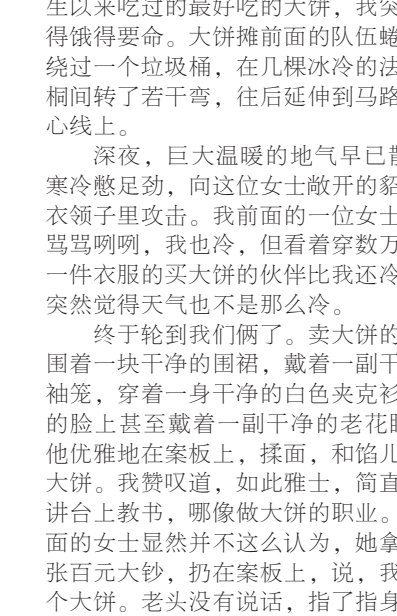 生以来吃过的最好吃的大饼，我突
得饿得要命。大饼摊前面的队伍蜷
绕过一个垃圾桶，在几棵冰冷的法
桐间转了若干弯，往后延伸到马路
心线上。
深夜，巨大温暖的地气早已散
寒冷憋足劲，向这位女士敞开的貂
衣领子里攻击。我前面的一位女士
骂骂咧咧，我也冷，但看着穿数万
一件衣服的买大饼的伙伴比我还冷
突然觉得天气也不是那么冷。
终于轮到我们俩了。卖大饼的
围着一块干净的围裙，戴着一副干
袖笼，穿着一身干净的白色夹克衫
的脸上甚至戴着一副干净的老花眼
他优雅地在案板上，揉面，和馅儿
大饼。我赞叹道，如此雅士，简直
讲台上教书，哪像做大饼的职业。
面的女士显然并不这么认为，她拿
张百元大钞，扔在案板上，说，我
个大饼。老头没有说话，指了指身